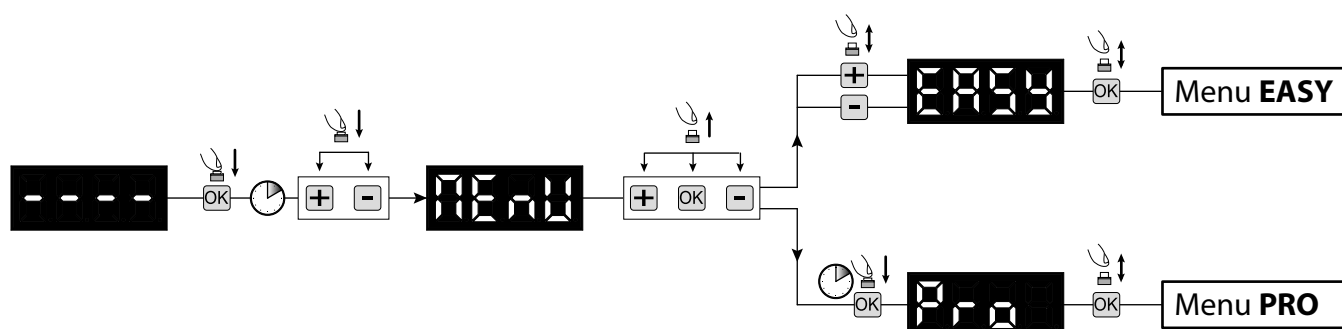 - - - -
OK
+ -
MEnU
+ OK -
+
-
EASY
OK
Menu EASY
OK
Pro
OK
Menu PRO